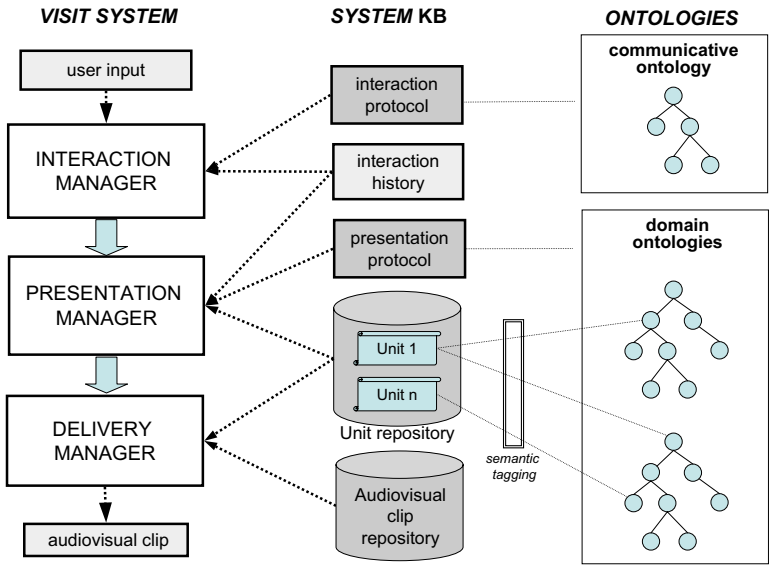 VISIT SYSTEM
SYSTEM KB
ONTOLOGIES
user input
INTERACTION
MANAGER
PRESENTATION
MANAGER
DELIVERY
MANAGER
audiovisual clip
interaction
protocol
interaction
history
presentation
protocol
Unit 1
Unit n
Unit repository
Audiovisual
clip
repository
semantic
tagging
communicative
ontology
domain
ontologies